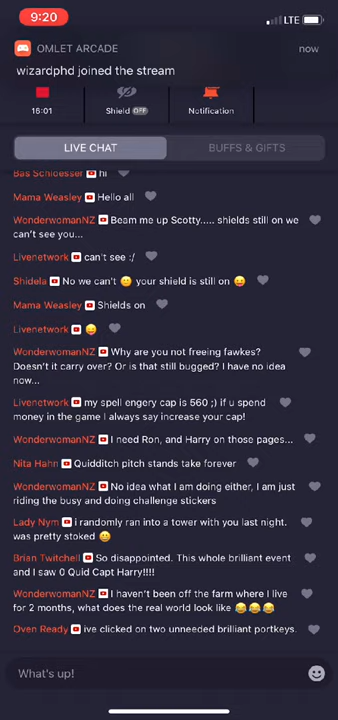 9:20
LTE
OMLET ARCADE
now
wizardphd joined the stream
16:01
Shield OFF
Notification
LIVE CHAT
BUFFS & GIFTS
Bas Schloesser hi
Mama Weasley Hello all
WonderwomanNZ Beam me up Scotty..... shields still on we
can't see you...
Livenetwork can't see :/
Shidela No we can't 🙂 your shield is still on 😛
Mama Weasley Shields on
Livenetwork 😜
WonderwomanNZ Why are you not freeing fawkes?
Doesn't it carry over? Or is that still bugged? I have no idea
now...
Livenetwork my spell engery cap is 560 ;) if u spend
money in the game I always say increase your cap!
WonderwomanNZ I need Ron, and Harry on those pages...
Nita Hahn Quidditch pitch stands take forever
WonderwomanNZ No idea what I am doing either, I am just
riding the busy and doing challenge stickers
Lady Nym i randomly ran into a tower with you last night.
was pretty stoked 😀
Brian Twitchell So disappointed. This whole brilliant event
and I saw 0 Quid Capt Harry!!!!
WonderwomanNZ I haven't been off the farm where I live
for 2 months, what does the real world look like 😂😂😂
Oven Ready ive clicked on two unneeded brilliant portkeys.
What's up!